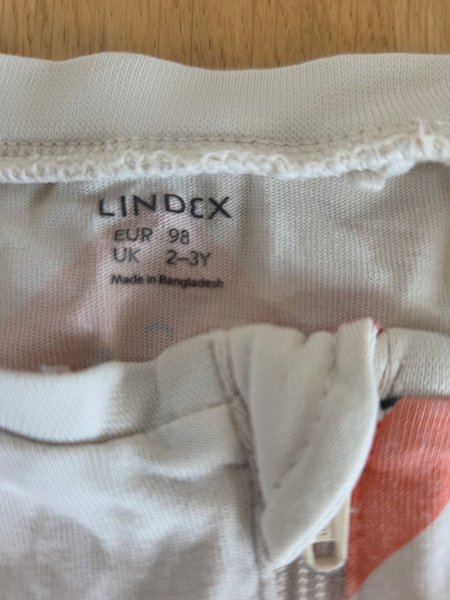 LINDEX
EUR 98
UK 2–3Y
Made in Bangladesh